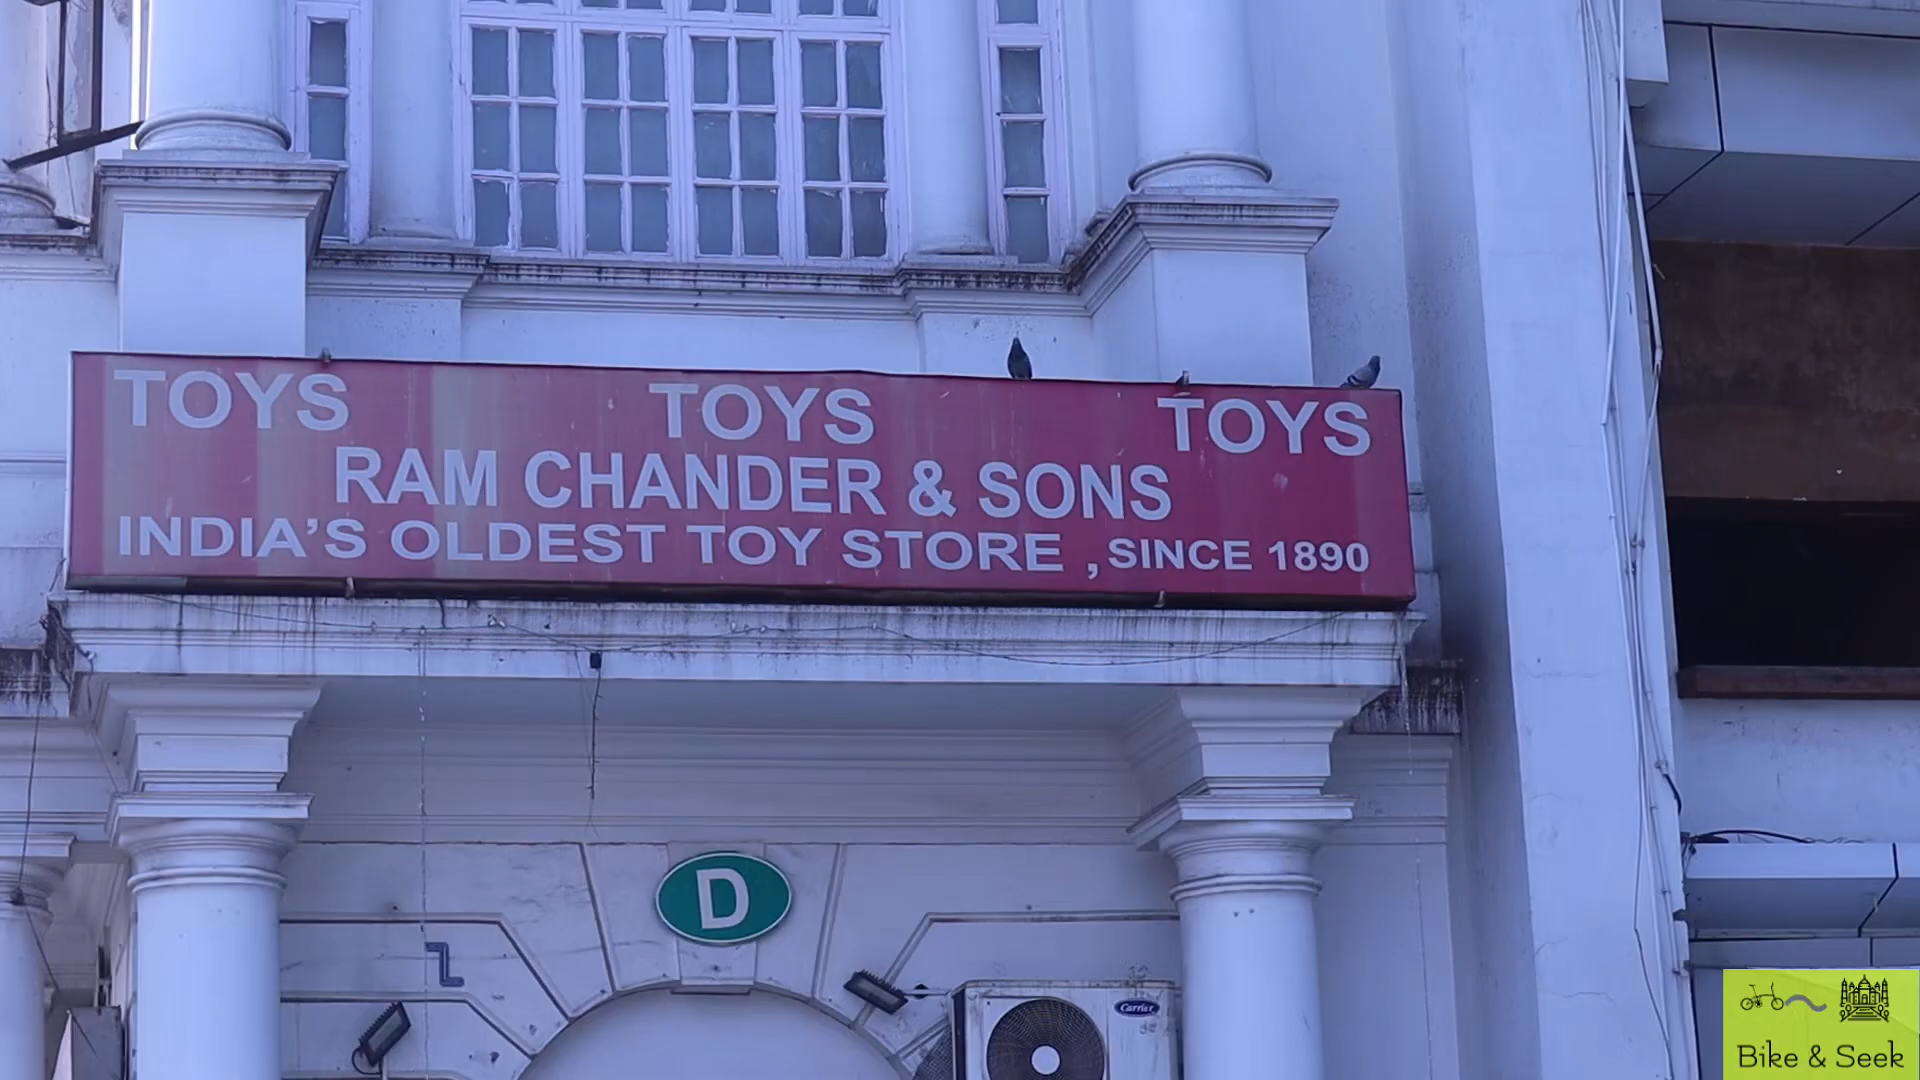 TOYS TOYS TOYS
RAM CHANDER & SONS
INDIA'S OLDEST TOY STORE , SINCE 1890
D
Carrier
Bike & Seek